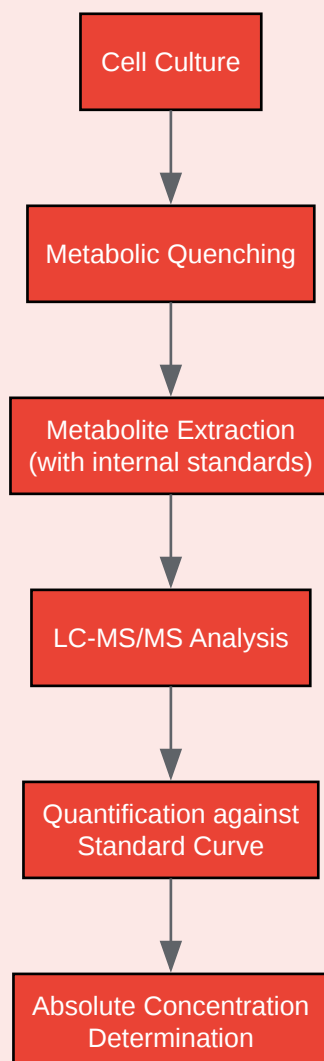 Cell Culture
Metabolic Quenching
Metabolite Extraction
(with internal standards)
LC-MS/MS Analysis
Quantification against
Standard Curve
Absolute Concentration
Determination